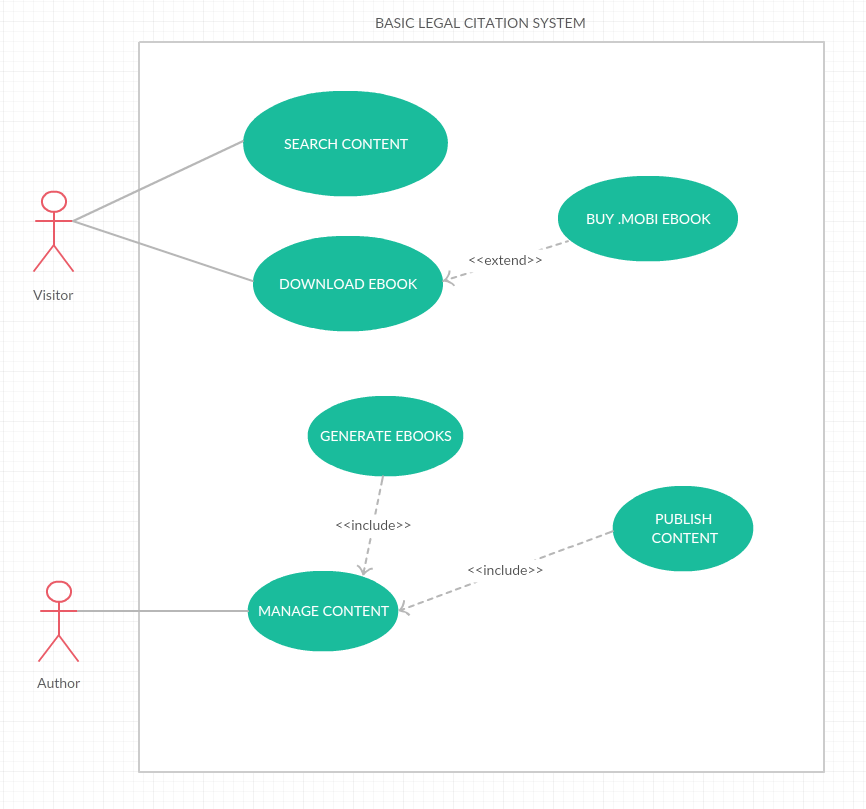 BASIC LEGAL CITATION SYSTEM
SEARCH CONTENT
BUY .MOBI EBOOK
<<extend>>
DOWNLOAD EBOOK
Visitor
GENERATE EBOOKS
<<include>>
PUBLISH
CONTENT
<<include>>
MANAGE CONTENT
Author